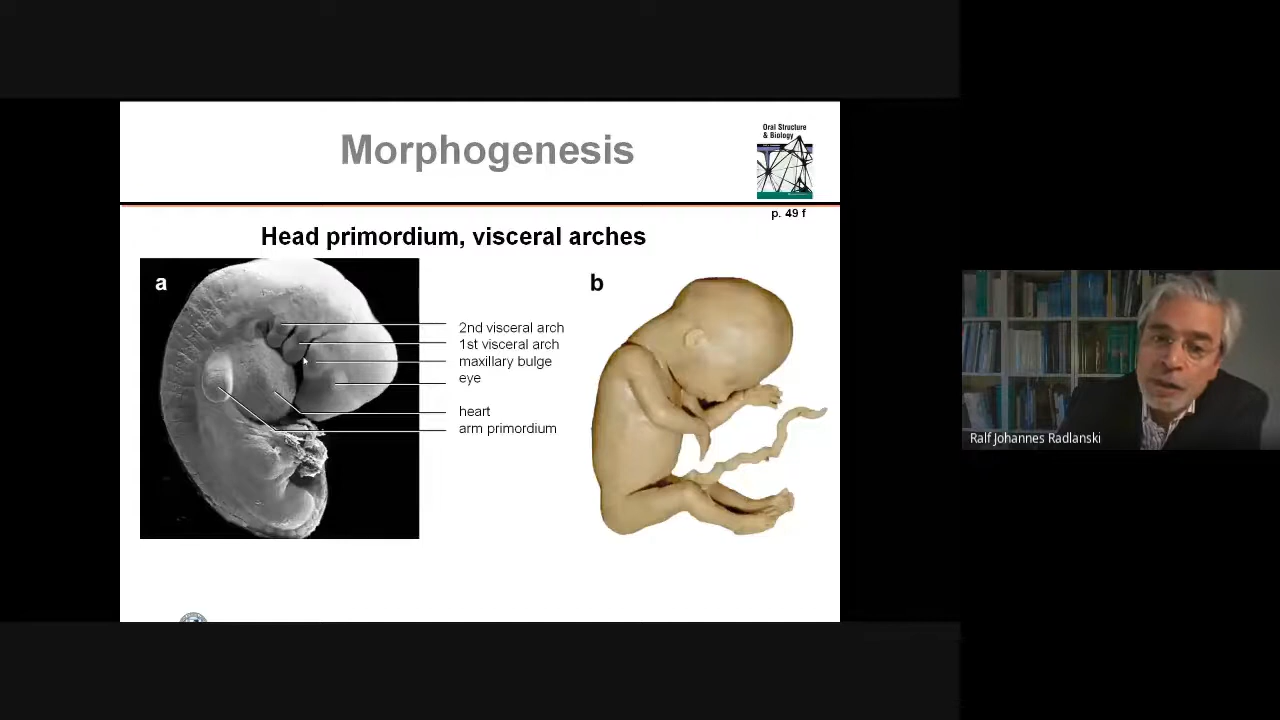 Morphogenesis
Oral Structure
& Biology
p. 49 f
Head primordium, visceral arches
a
b
2nd visceral arch
1st visceral arch
maxillary bulge
eye
heart
arm primordium
Ralf Johannes Radlanski